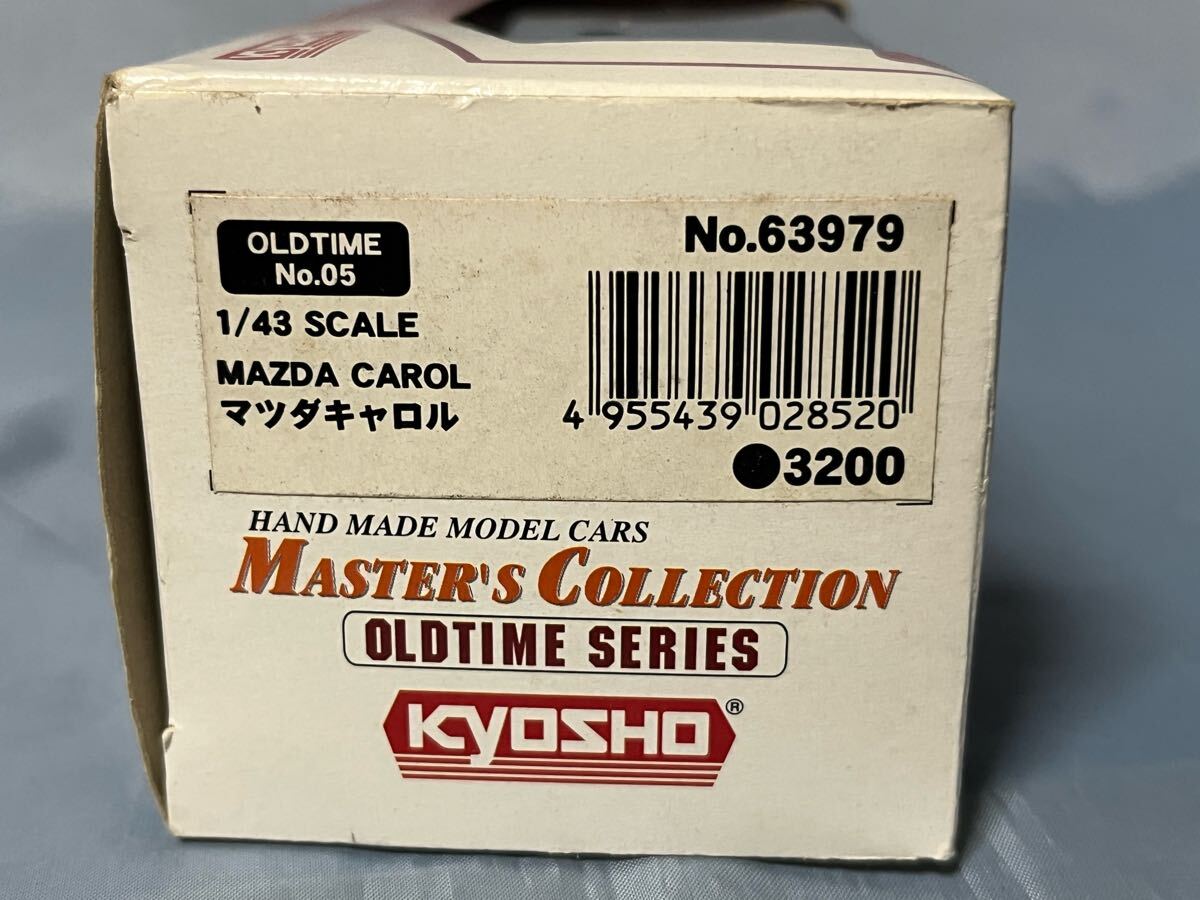 OLDTIME
No.05
No.63979
1/43 SCALE
MAZDA CAROL
マツダキャロル
4 955439 028520
●3200
HAND MADE MODEL CARS
MASTER'S COLLECTION
OLDTIME SERIES
KYOSHO®